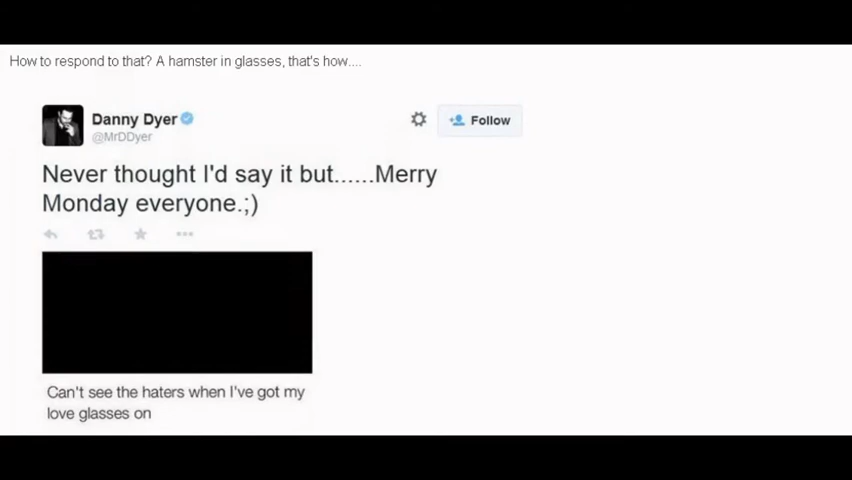 How to respond to that? A hamster in glasses, that's how....
Danny Dyer
@MrDDyer
Follow
Never thought I'd say it but......Merry
Monday everyone.;)
Can't see the haters when I've got my
love glasses on